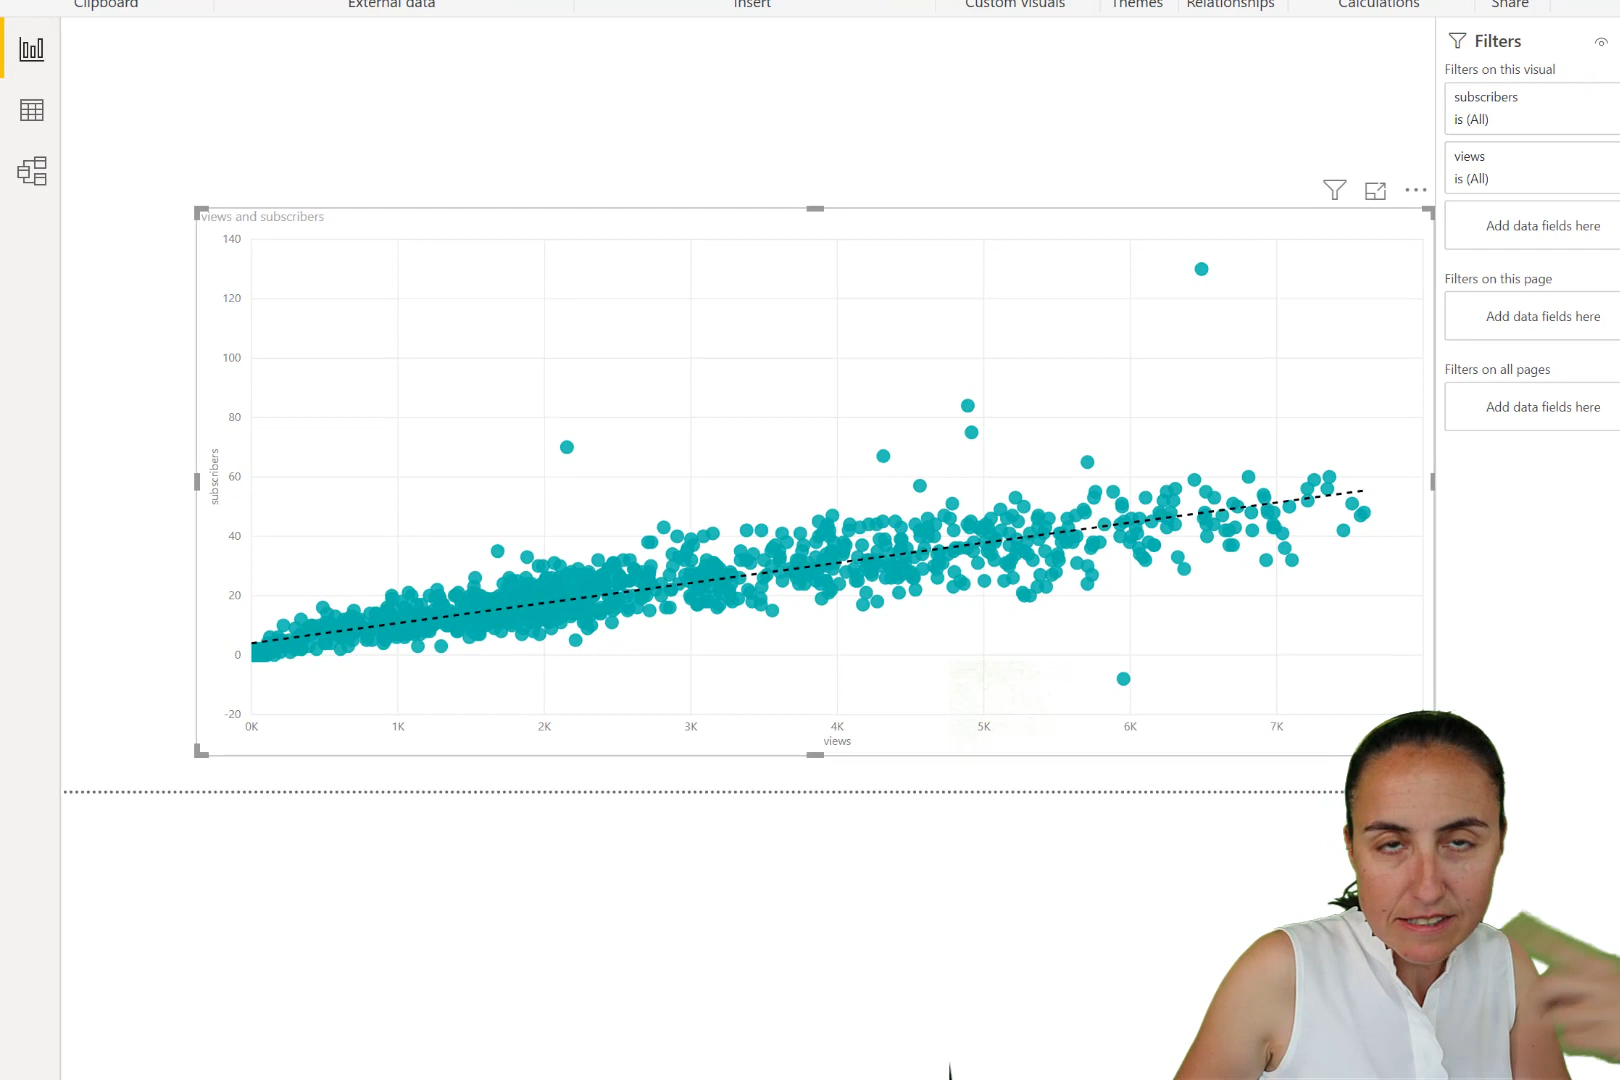 Clipboard
External data
Insert
Custom visuals
Themes
Relationships
Calculations
Share
Filters
Filters on this visual
subscribers
is (All)
views
is (All)
Add data fields here
Filters on this page
Add data fields here
Filters on all pages
Add data fields here
views and subscribers
140
120
100
80
60
40
20
0
-20
subscribers
0K 1K 2K 3K 4K 5K 6K 7K
views